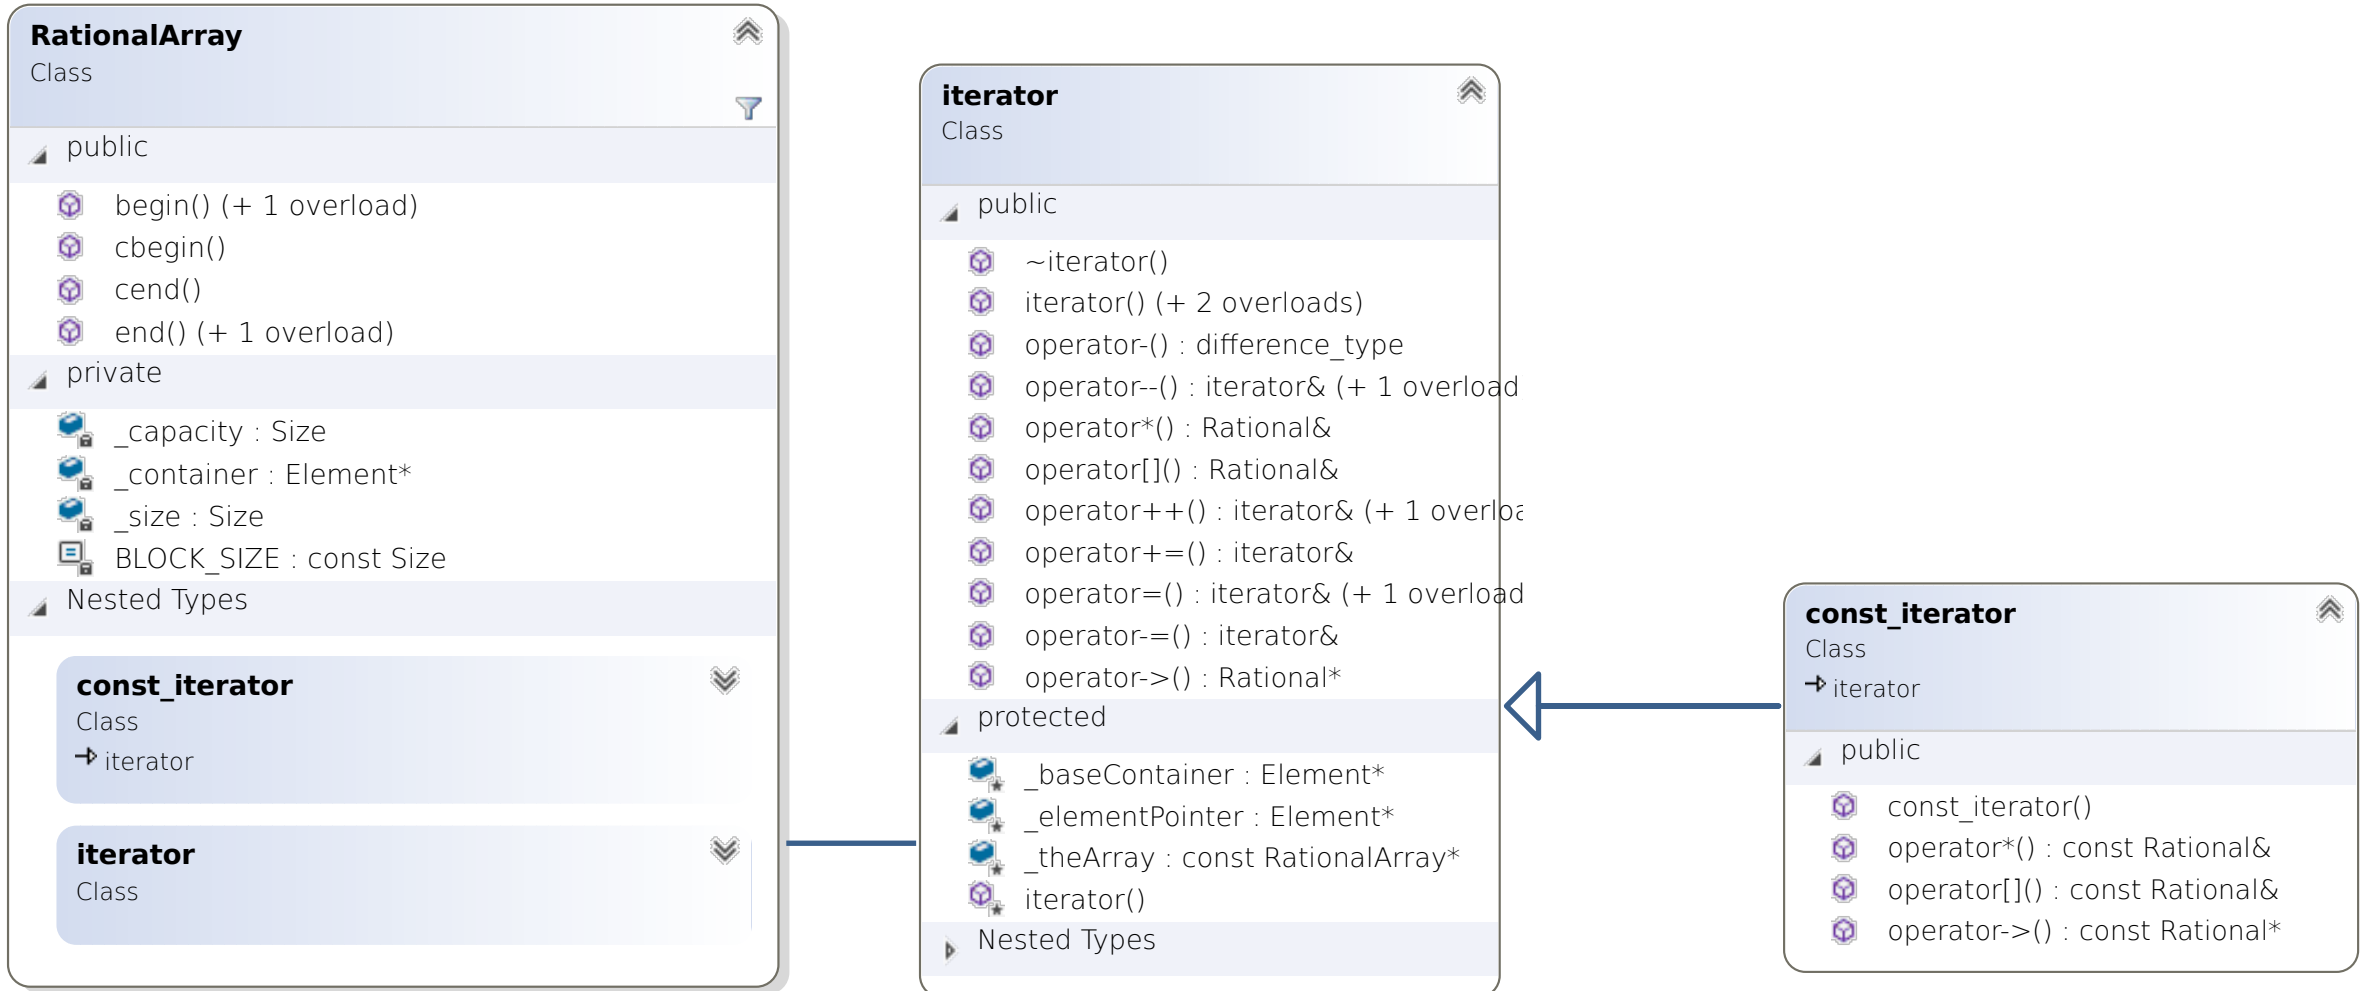 RationalArray
Class
public
begin() (+ 1 overload)
cbegin()
cend()
end() (+ 1 overload)
private
_capacity : Size
_container : Element*
_size : Size
BLOCK_SIZE : const Size
Nested Types
const_iterator
Class
iterator
iterator
Class
iterator
Class
public
~iterator()
iterator() (+ 2 overloads)
operator-() : difference_type
operator--() : iterator& (+ 1 overload
operator*() : Rational&
operator[]() : Rational&
operator++() : iterator& (+ 1 overloa
operator+=() : iterator&
operator=() : iterator& (+ 1 overload
operator-=() : iterator&
operator->() : Rational*
protected
_baseContainer : Element*
_elementPointer : Element*
_theArray : const RationalArray*
iterator()
Nested Types
const_iterator
Class
iterator
public
const_iterator()
operator*() : const Rational&
operator[]() : const Rational&
operator->() : const Rational*